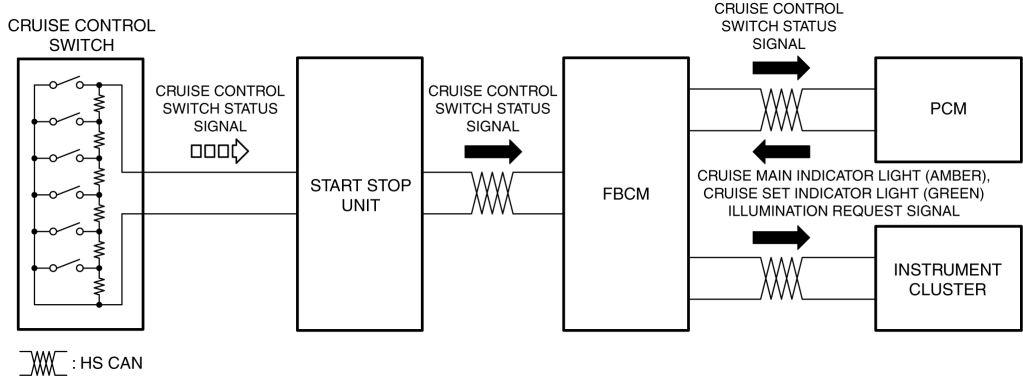 CRUISE CONTROL
SWITCH
CRUISE CONTROL
SWITCH STATUS
SIGNAL
START STOP
UNIT
CRUISE CONTROL
SWITCH STATUS
SIGNAL
FBCM
CRUISE CONTROL
SWITCH STATUS
SIGNAL
PCM
CRUISE MAIN INDICATOR LIGHT (AMBER),
CRUISE SET INDICATOR LIGHT (GREEN)
ILLUMINATION REQUEST SIGNAL
INSTRUMENT
CLUSTER
: HS CAN